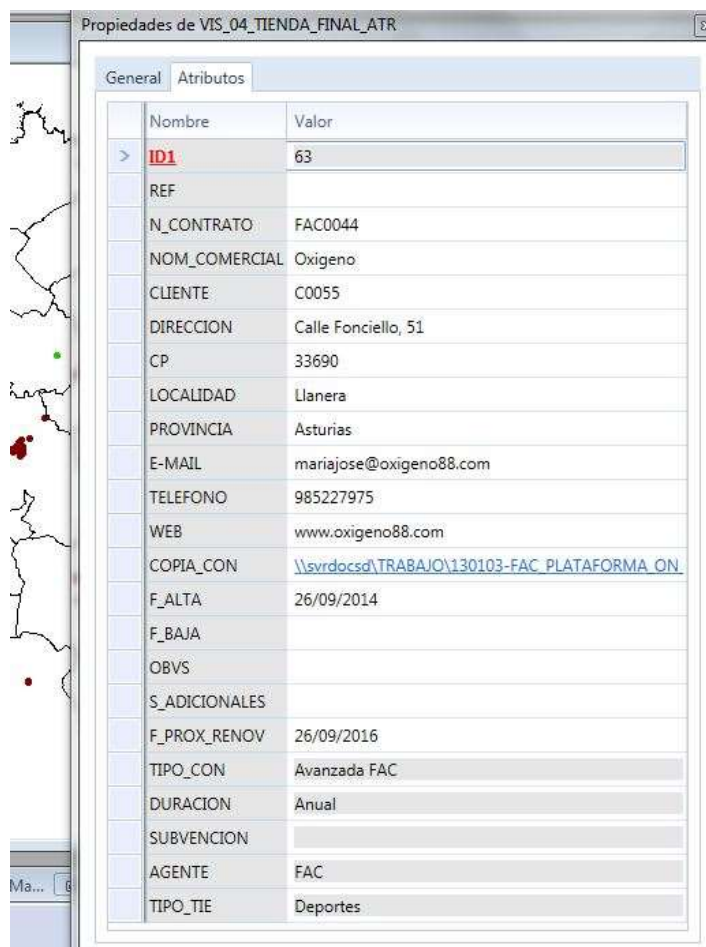 Propiedades de VIS_04_TIENDA_FINAL_ATR
General Atributos
Nombre Valor
> ID1 63
REF
N_CONTRATO FAC0044
NOM_COMERCIAL Oxigeno
CLIENTE C0055
DIRECCION Calle Fonciello, 51
CP 33690
LOCALIDAD Llanera
PROVINCIA Asturias
E-MAIL mariajose@oxigeno88.com
TELEFONO 985227975
WEB www.oxigeno88.com
COPIA_CON \\svrdocsd\TRABAJO\130103-FAC_PLATAFORMA_ON_
F_ALTA 26/09/2014
F_BAJA
OBVS
S_ADICIONALES
F_PROX_RENOV 26/09/2016
TIPO_CON Avanzada FAC
DURACION Anual
SUBVENCION
AGENTE FAC
TIPO_TIE Deportes
Ma...